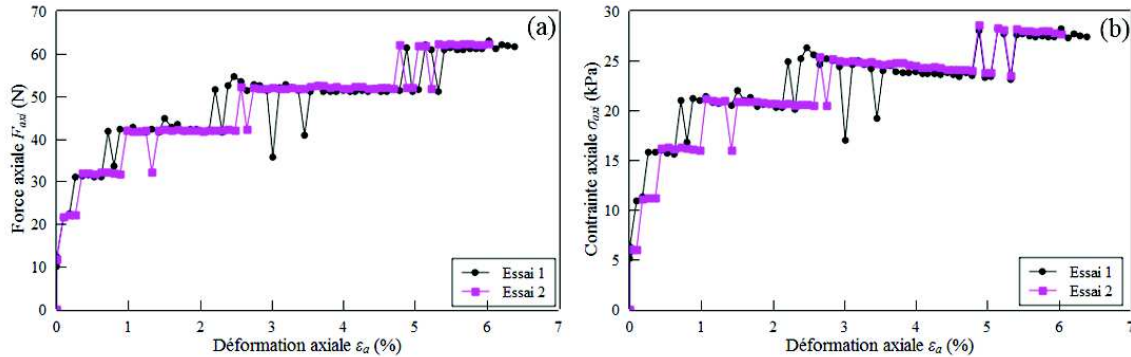 (a)
Force axiale F_axi (N)
70
60
50
40
30
20
10
0
0 1 2 3 4 5 6 7
Déformation axiale ε_a (%)
Essai 1
Essai 2
(b)
Contrainte axiale σ_axi (kPa)
30
25
20
15
10
5
0
0 1 2 3 4 5 6 7
Déformation axiale ε_a (%)
Essai 1
Essai 2